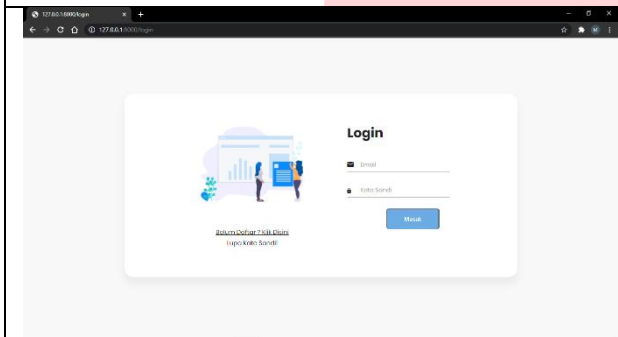 127.0.0.1:8000/login
127.0.0.1:8000/login
Login
Email
Kata Sandi
Masuk
Belum Daftar ? Klik Disini
Lupa Kata Sandi!